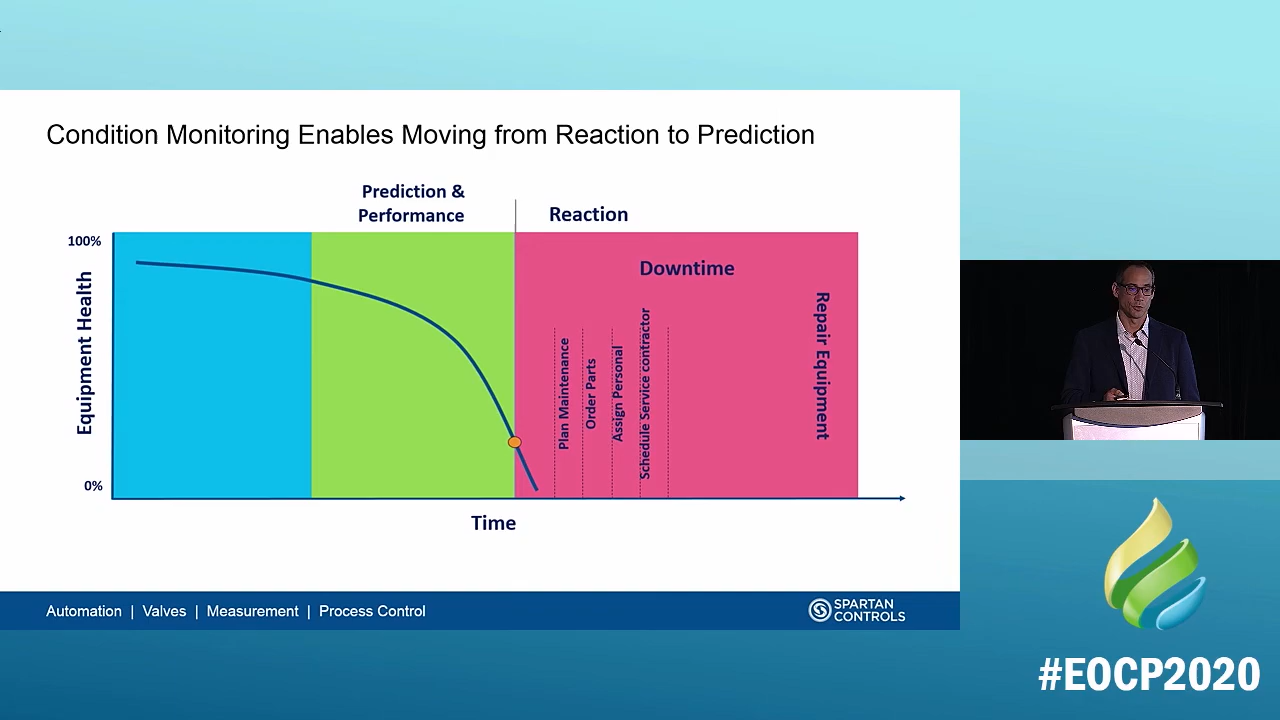 Condition Monitoring Enables Moving from Reaction to Prediction
Prediction &
Performance
Reaction
100%
Equipment Health
0%
Downtime
Plan Maintenance
Order Parts
Assign Personal
Schedule Service contractor
Repair Equipment
Time
Automation | Valves | Measurement | Process Control
SPARTAN
CONTROLS
#EOCP2020